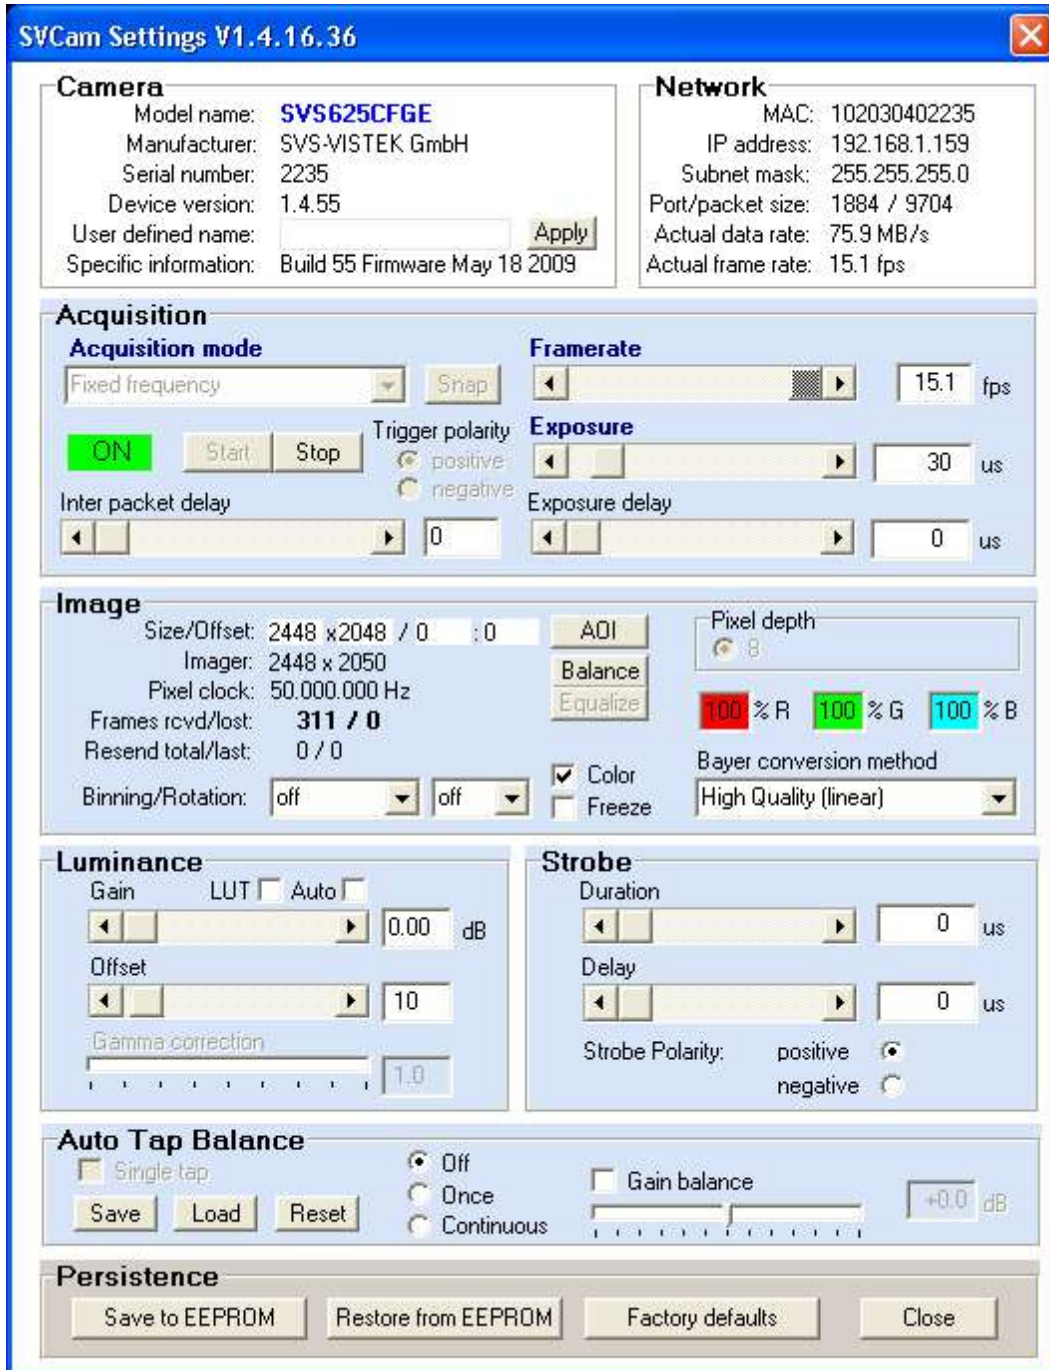 SVCam Settings V1.4.16.36
Camera
Model name: SVS625CFGE
Manufacturer: SVS-VISTEK GmbH
Serial number: 2235
Device version: 1.4.55
User defined name: Apply
Specific information: Build 55 Firmware May 18 2009
Network
MAC: 102030402235
IP address: 192.168.1.159
Subnet mask: 255.255.255.0
Port/packet size: 1884 / 9704
Actual data rate: 75.9 MB/s
Actual frame rate: 15.1 fps
Acquisition
Acquisition mode
Fixed frequency Snap
ON Start Stop
Trigger polarity
positive
negative
Inter packet delay
0
Framerate
15.1 fps
Exposure
30 us
Exposure delay
0 us
Image
Size/Offset: 2448 x2048 / 0 : 0
Imager: 2448 x 2050
Pixel clock: 50.000.000 Hz
Frames rcvd/lost: 311 / 0
Resend total/last: 0 / 0
Binning/Rotation: off off
AOI
Balance
Equalize
Color
Freeze
Pixel depth
8
100 % R 100 % G 100 % B
Bayer conversion method
High Quality (linear)
Luminance
Gain LUT Auto
0.00 dB
Offset
10
Gamma correction
1.0
Strobe
Duration
0 us
Delay
0 us
Strobe Polarity: positive
negative
Auto Tap Balance
Single tap
Save Load Reset
Off
Once
Continuous
Gain balance
+0.0 dB
Persistence
Save to EEPROM Restore from EEPROM Factory defaults Close